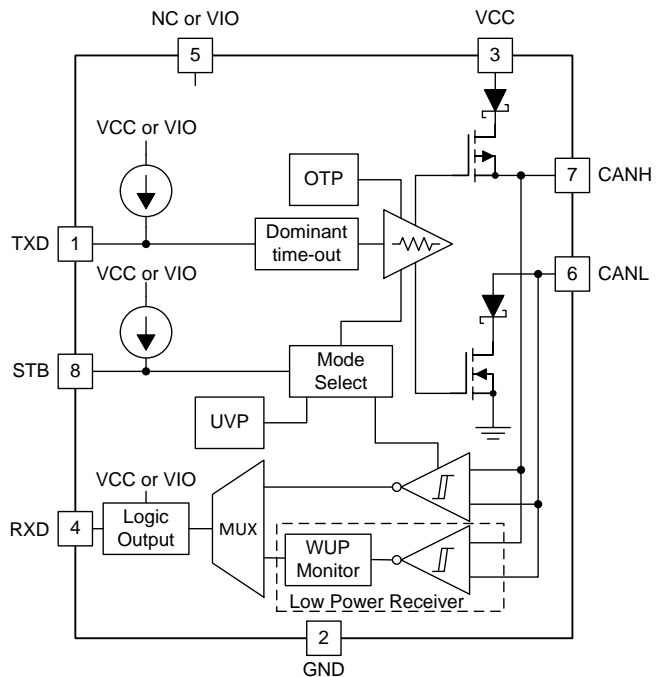 NC or VIO
VCC
5
3
VCC or VIO
OTP
7
CANH
TXD
1
Dominant
time-out
VCC or VIO
6
CANL
STB
8
Mode
Select
UVP
VCC or VIO
RXD
4
Logic
Output
MUX
WUP
Monitor
Low Power Receiver
2
GND